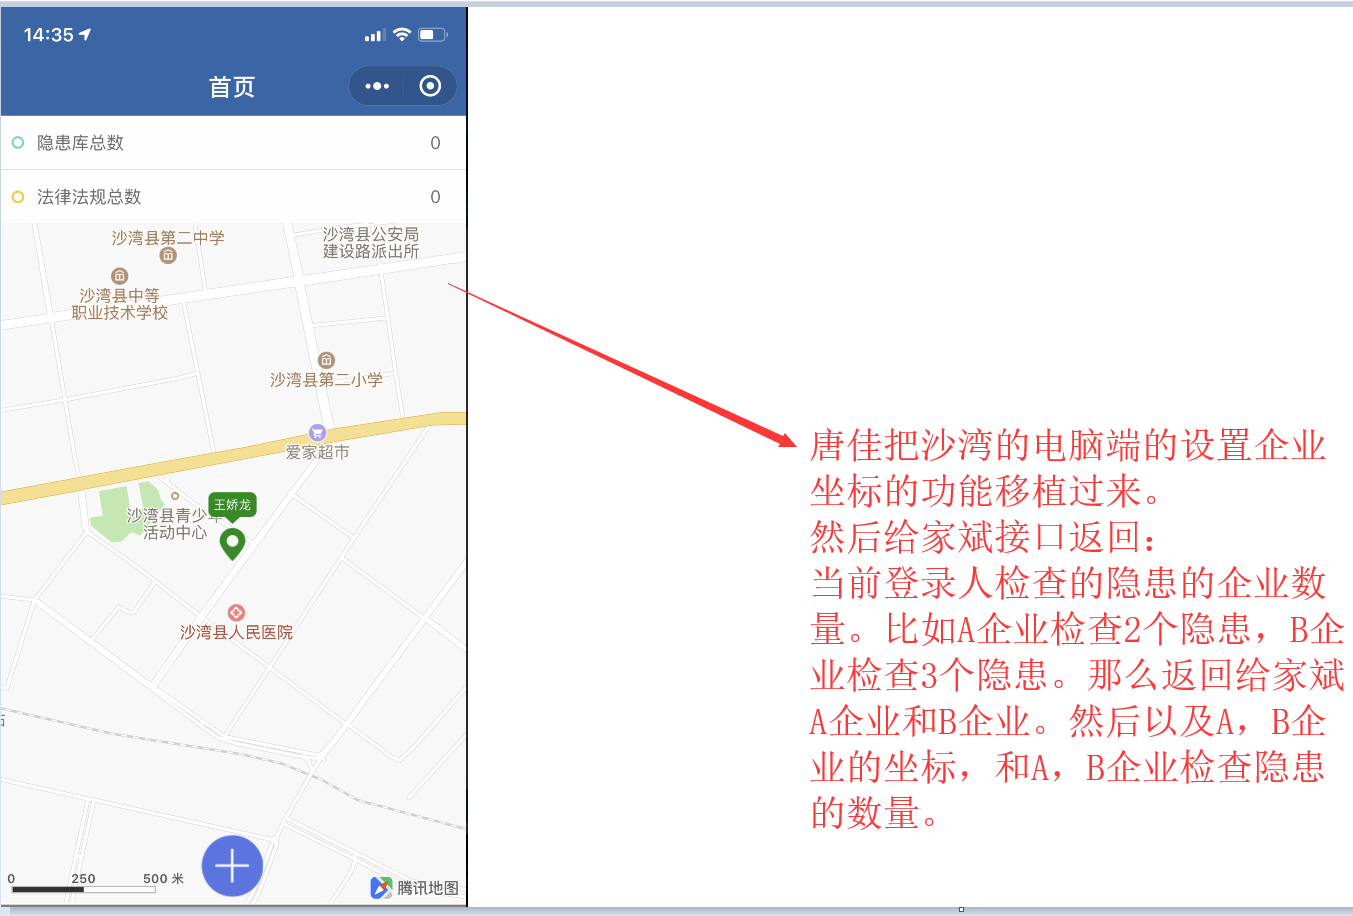 14:35
首页
隐患库总数 0
法律法规总数 0
沙湾县第二中学
沙湾县公安局
建设路派出所
沙湾县中等
职业技术学校
沙湾县第二小学
爱家超市
王娇龙
沙湾县青少年
活动中心
沙湾县人民医院
0 250 500 米
腾讯地图
唐佳把沙湾的电脑端的设置企业
坐标的功能移植过来。
然后给家斌接口返回：
当前登录人检查的隐患的企业数
量。比如A企业检查2个隐患，B企
业检查3个隐患。那么返回给家斌
A企业和B企业。然后以及A，B企
业的坐标，和A，B企业检查隐患
的数量。